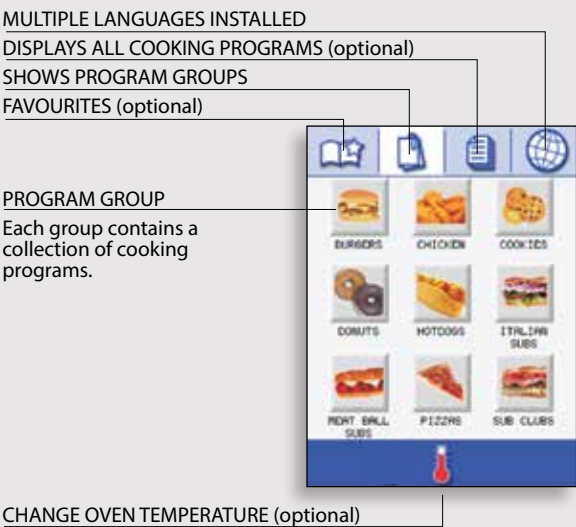 MULTIPLE LANGUAGES INSTALLED
DISPLAYS ALL COOKING PROGRAMS (optional)
SHOWS PROGRAM GROUPS
FAVOURITES (optional)
PROGRAM GROUP
Each group contains a
collection of cooking
programs.
BURGERS CHICKEN COOKIES
DONUTS HOTDOGS ITALIAN
SUBS
MEAT BALL PIZZAS SUB CLUBS
SUBS
CHANGE OVEN TEMPERATURE (optional)